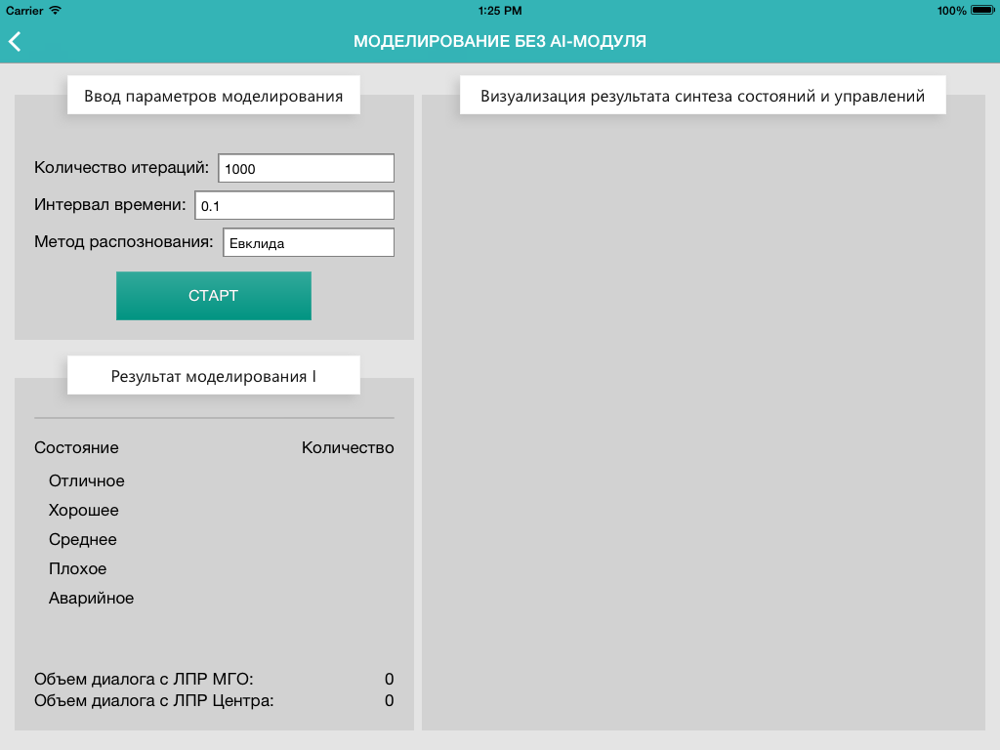 Carrier
1:25 PM
100%
МОДЕЛИРОВАНИЕ БЕЗ AI-МОДУЛЯ
Ввод параметров моделирования
Количество итераций: 1000
Интервал времени: 0.1
Метод распознования: Евклида
СТАРТ
Результат моделирования I
Состояние Количество
Отличное
Хорошее
Среднее
Плохое
Аварийное
Объем диалога с ЛПР МГО: 0
Объем диалога с ЛПР Центра: 0
Визуализация результата синтеза состояний и управлений